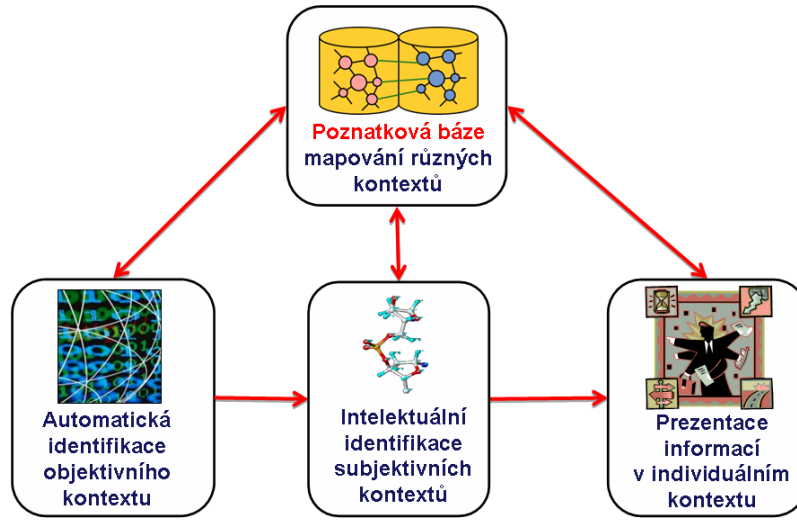 Poznatková báze
mapování různých
kontextů
Automatická
identifikace
objektivního
kontextu
Intelektuální
identifikace
subjektivních
kontextů
Prezentace
informací
v individuálním
kontextu